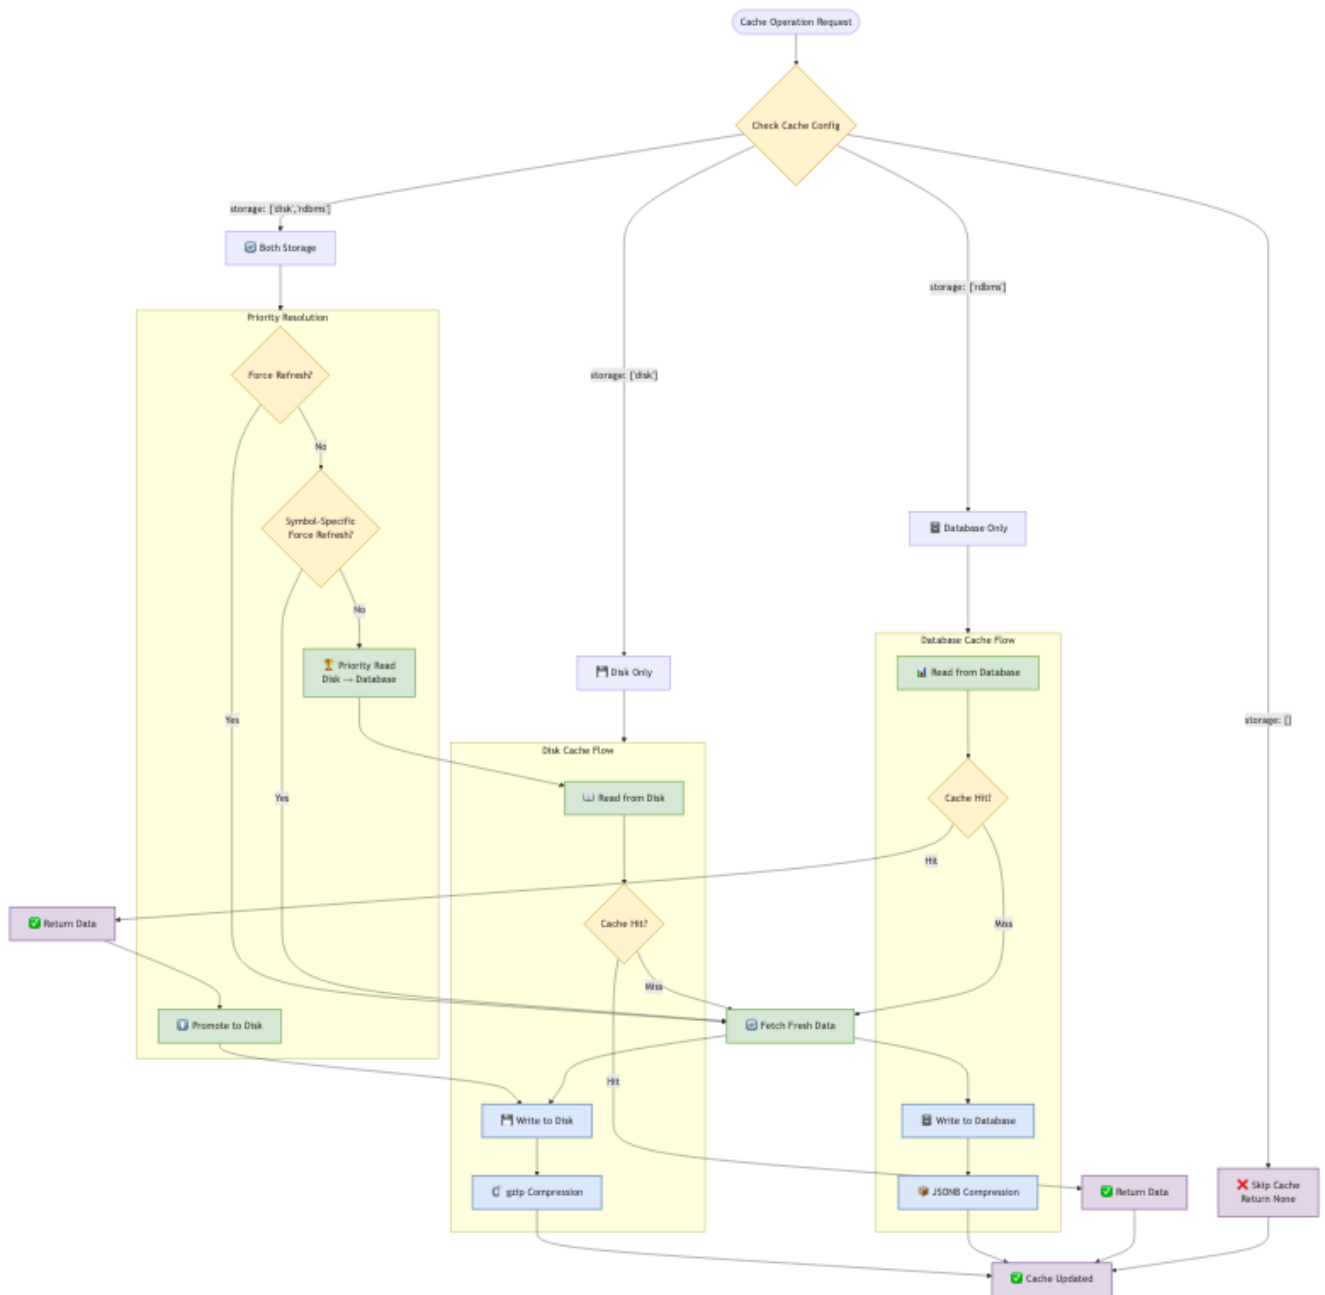 Cache Operation Request
Check Cache Config
storage: ['disk','rdbms']
Both Storage
storage: ['rdbms']
Priority Resolution
Force Refresh?
storage: ['disk']
No
Symbol-Specific
Force Refresh?
Database Only
No
Database Cache Flow
Priority Read
Disk → Database
Disk Only
Read from Database
Yes
storage: []
Disk Cache Flow
Yes
Read from Disk
Cache Hit?
Hit
Return Data
Cache Hit?
Miss
Miss
Promote to Disk
Fetch Fresh Data
Hit
Write to Disk
Write to Database
gzip Compression
JSONB Compression
Return Data
Skip Cache
Return None
Cache Updated